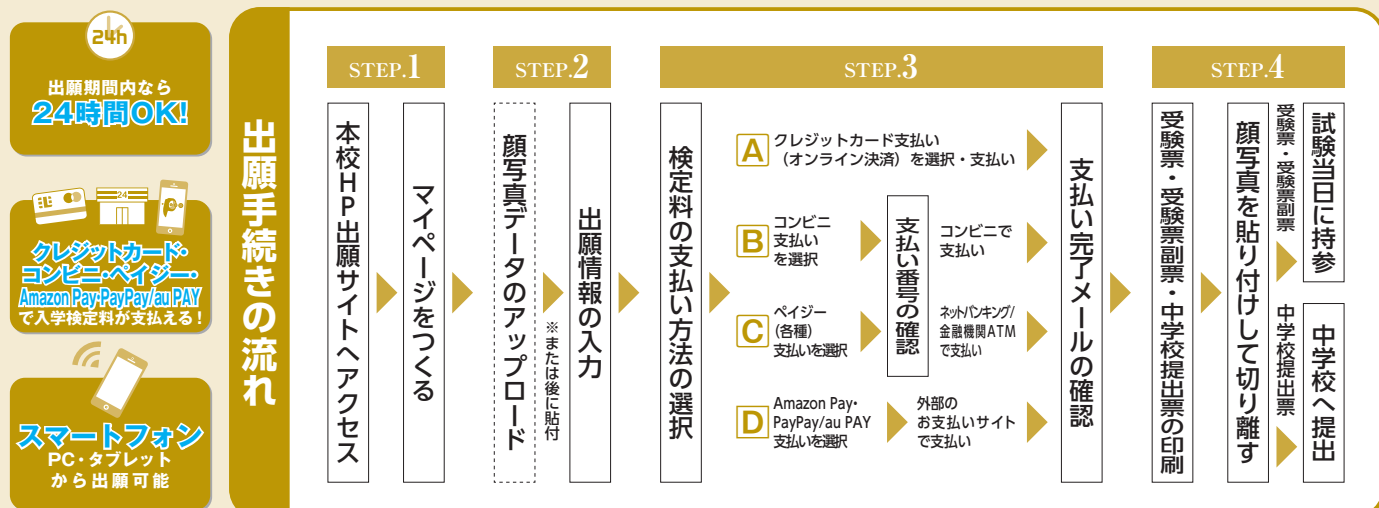 24h
出願期間内なら
24時間OK!
24
クレジットカード・
コンビニ・ペイジー・
Amazon Pay・PayPay/au PAY
で入学検定料が支払える!
スマートフォン
PC・タブレット
から出願可能
出願手続きの流れ
STEP.1
本校HP出願サイトへアクセス
マイページをつくる
STEP.2
顔写真データのアップロード
※または後に貼付
出願情報の入力
STEP.3
検定料の支払い方法の選択
A
クレジットカード支払い
(オンライン決済)を選択・支払い
B
コンビニ
支払い
を選択
C
ペイジー
(各種)
支払いを選択
支払い番号の確認
コンビニで
支払い
ネットバンキング/
金融機関ATM
で支払い
D
Amazon Pay・
PayPay/au PAY
支払いを選択
外部の
お支払いサイト
で支払い
支払い完了メールの確認
STEP.4
受験票・受験票副票・中学校提出票の印刷
顔写真を貼り付けして切り離す
受験票・受験票副票
試験当日に持参
中学校提出票
中学校へ提出